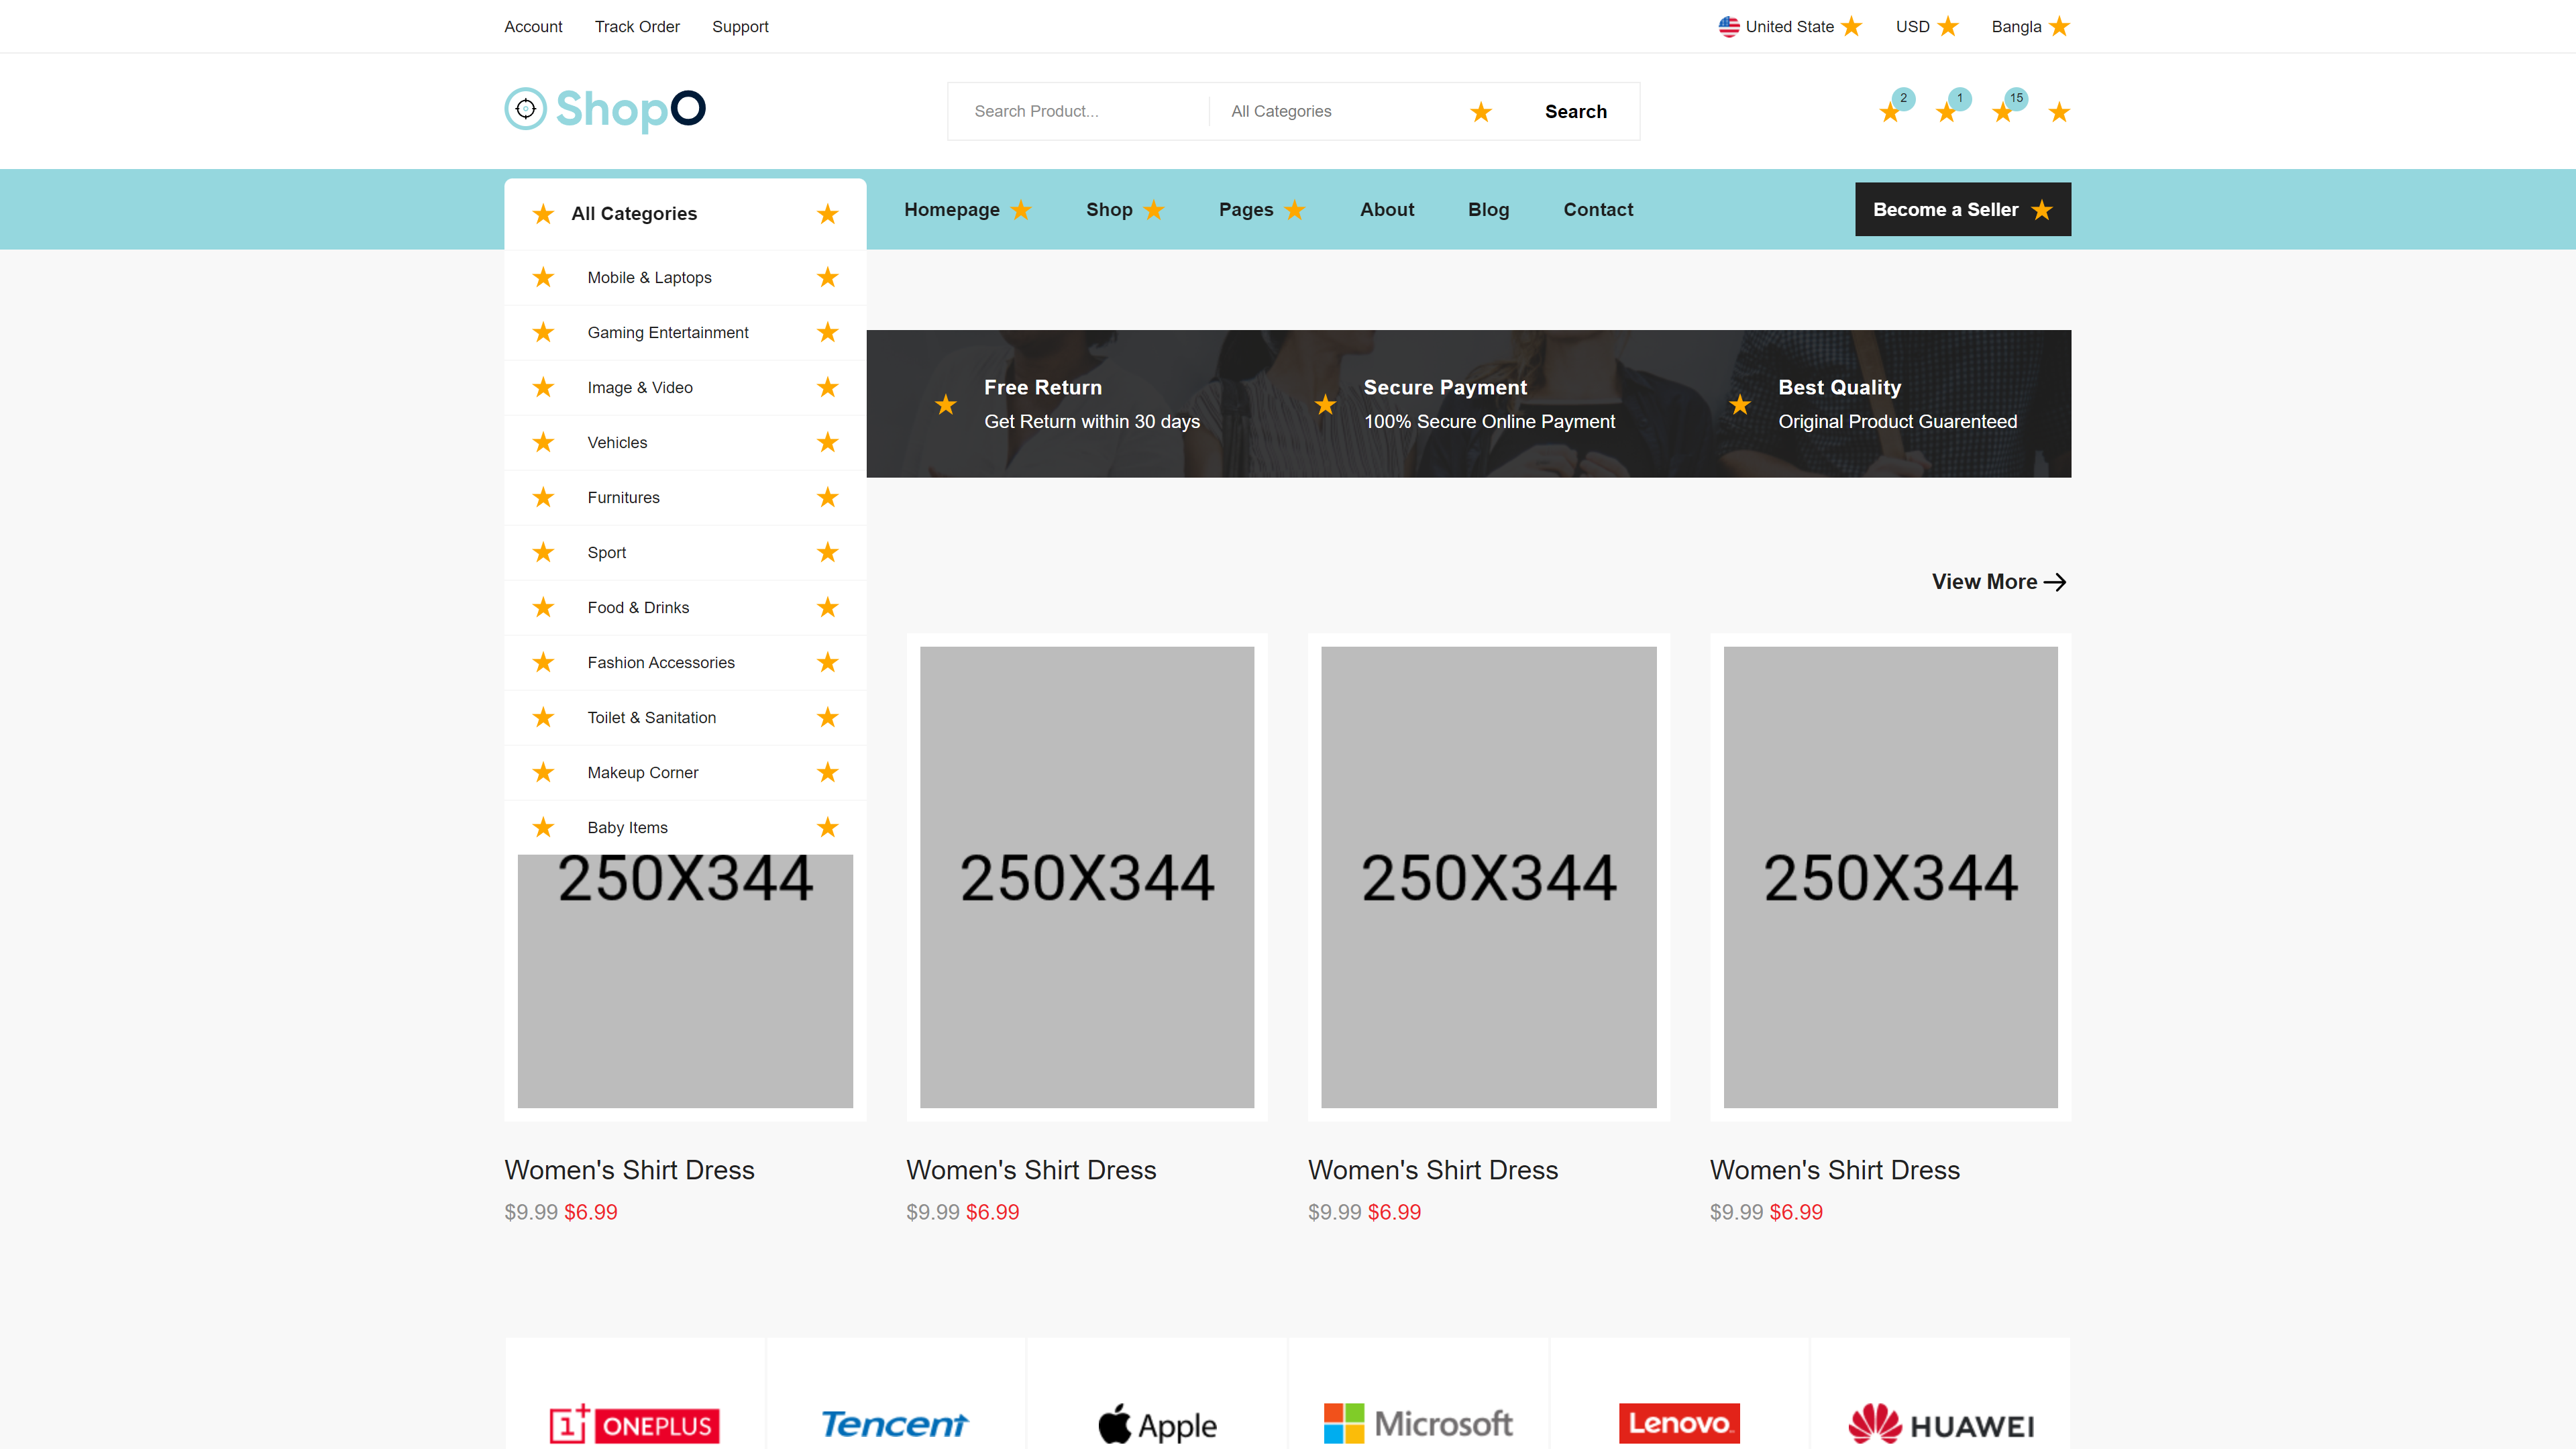 Account Track Order Support United State USD Bangla
ShopO Search Product... All Categories Search 2 1 15
All Categories Homepage Shop Pages About Blog Contact Become a Seller
Mobile & Laptops
Gaming Entertainment
Image & Video
Vehicles
Furnitures
Sport
Food & Drinks
Fashion Accessories
Toilet & Sanitation
Makeup Corner
Baby Items
Free Return
Get Return within 30 days
Secure Payment
100% Secure Online Payment
Best Quality
Original Product Guarenteed
View More
250X344 250X344 250X344 250X344
Women's Shirt Dress Women's Shirt Dress Women's Shirt Dress Women's Shirt Dress
$9.99 $6.99 $9.99 $6.99 $9.99 $6.99 $9.99 $6.99
1+ ONEPLUS Tencent Apple Microsoft Lenovo HUAWEI